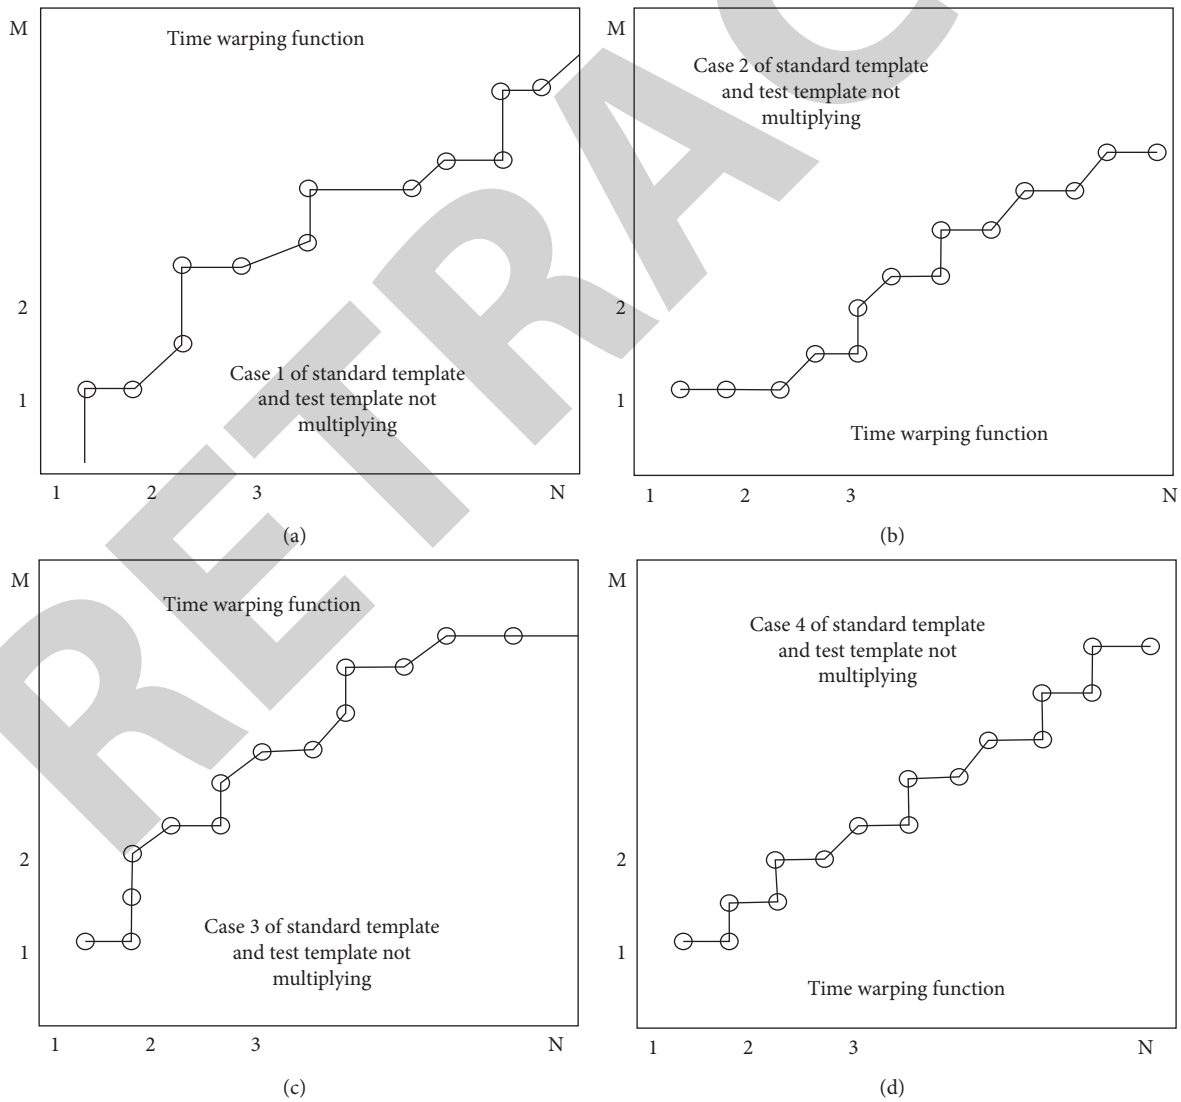 M
Time warping function
Case 1 of standard template
and test template not
multiplying
2
1
1 2 3 N
(a)
M
Case 2 of standard template
and test template not
multiplying
2
1
Time warping function
1 2 3 N
(b)
M
Time warping function
2
Case 3 of standard template
and test template not
multiplying
1
1 2 3 N
(c)
M
Case 4 of standard template
and test template not
multiplying
2
1
Time warping function
1 2 3 N
(d)
RETRAC